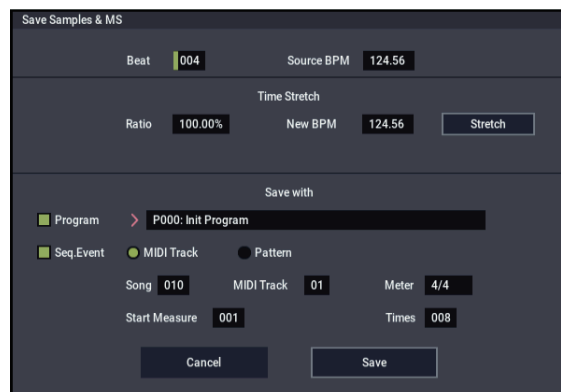 Save Samples & MS
Beat 004 Source BPM 124.56
Time Stretch
Ratio 100.00% New BPM 124.56 Stretch
Save with
Program P000: Init Program
Seq.Event MIDI Track Pattern
Song 010 MIDI Track 01 Meter 4/4
Start Measure 001 Times 008
Cancel Save